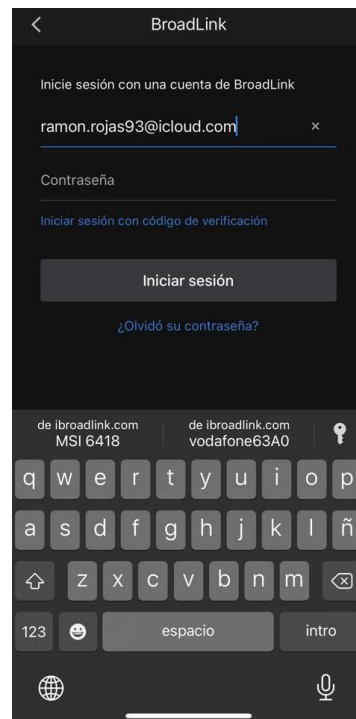 BroadLink
Inicie sesión con una cuenta de BroadLink
ramon.rojas93@icloud.com
Contraseña
Iniciar sesión con código de verificación
Iniciar sesión
¿Olvidó su contraseña?
de ibroadlink.com de ibroadlink.com
MSI 6418 vodafone63A0
q w e r t y u i o p
a s d f g h j k l ñ
z x c v b n m
123 espacio intro